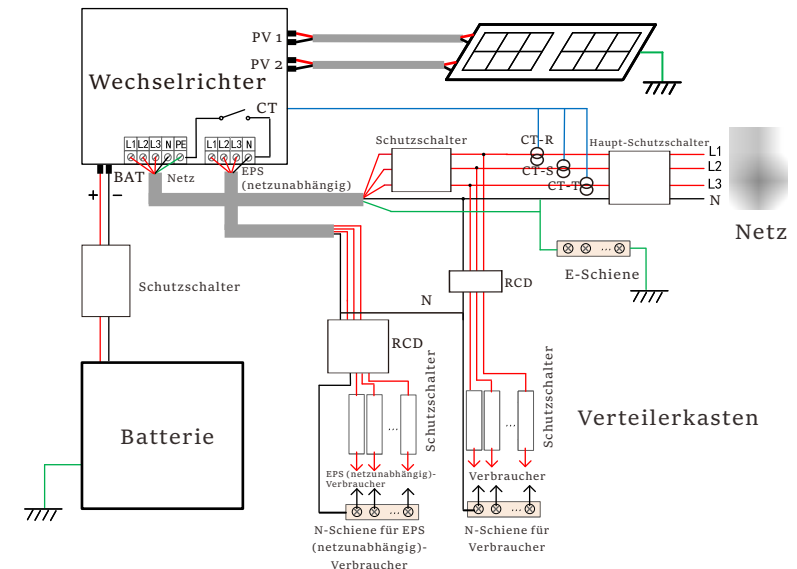 PV 1
PV 2
Wechselrichter
CT
L1 L2 L3 N PE
L1 L2 L3 N
BAT
Netz
EPS
(netzunabhängig)
+ −
Schutzschalter
CT-R
CT-S
CT-T
Haupt-Schutzschalter
L1
L2
L3
N
Netz
E-Schiene
...
Schutzschalter
N
RCD
RCD
Schutzschalter
Schutzschalter
...
...
Batterie
Verteilerkasten
EPS (netzunabhängig)-
Verbraucher
Verbraucher
...
...
N-Schiene für EPS
(netzunabhängig)-
Verbraucher
N-Schiene für
Verbraucher